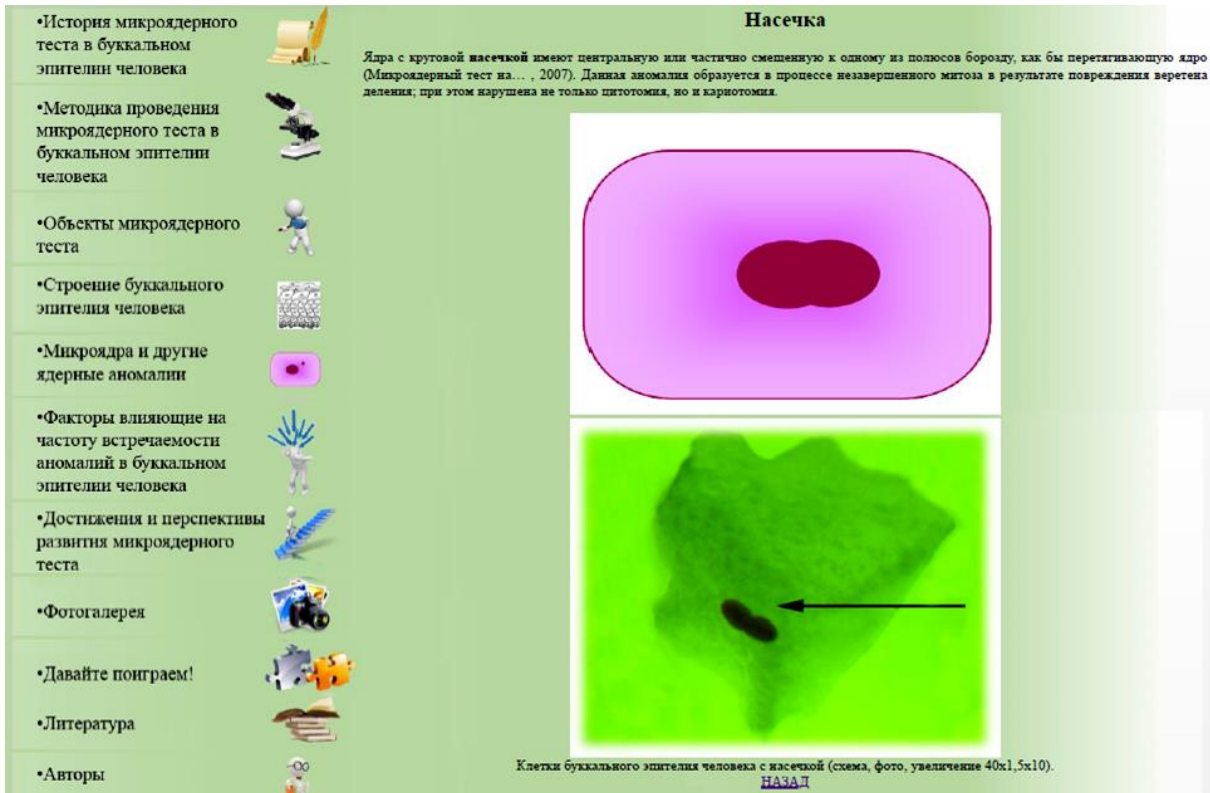 •История микроядерного
теста в буккальном
эпителии человека
•Методика проведения
микроядерного теста в
буккальном эпителии
человека
•Объекты микроядерного
теста
•Строение буккального
эпителия человека
•Микроядра и другие
ядерные аномалии
•Факторы влияющие на
частоту встречаемости
аномалий в буккальном
эпителии человека
•Достижения и перспективы
развития микроядерного
теста
•Фотогалерея
•Давайте поиграем!
•Литература
•Авторы
Насечка
Ядра с круговой насечкой имеют центральную или частично смещенную к одному из полюсов борозду, как бы перетягивающую ядро
(Микроядерный тест на… , 2007). Данная аномалия образуется в процессе незавершенного митоза в результате повреждения веретена
деления; при этом нарушена не только цитотомия, но и кариотомия.
Клетки буккального эпителия человека с насечкой (схема, фото, увеличение 40х1,5х10).
НАЗАД